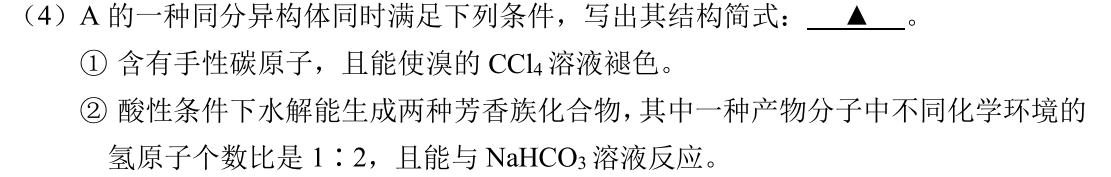 （4）A 的一种同分异构体同时满足下列条件，写出其结构简式：▲。
① 含有手性碳原子，且能使溴的 CCl₄ 溶液褪色。
② 酸性条件下水解能生成两种芳香族化合物，其中一种产物分子中不同化学环境的
氢原子个数比是 1∶2，且能与 NaHCO₃ 溶液反应。